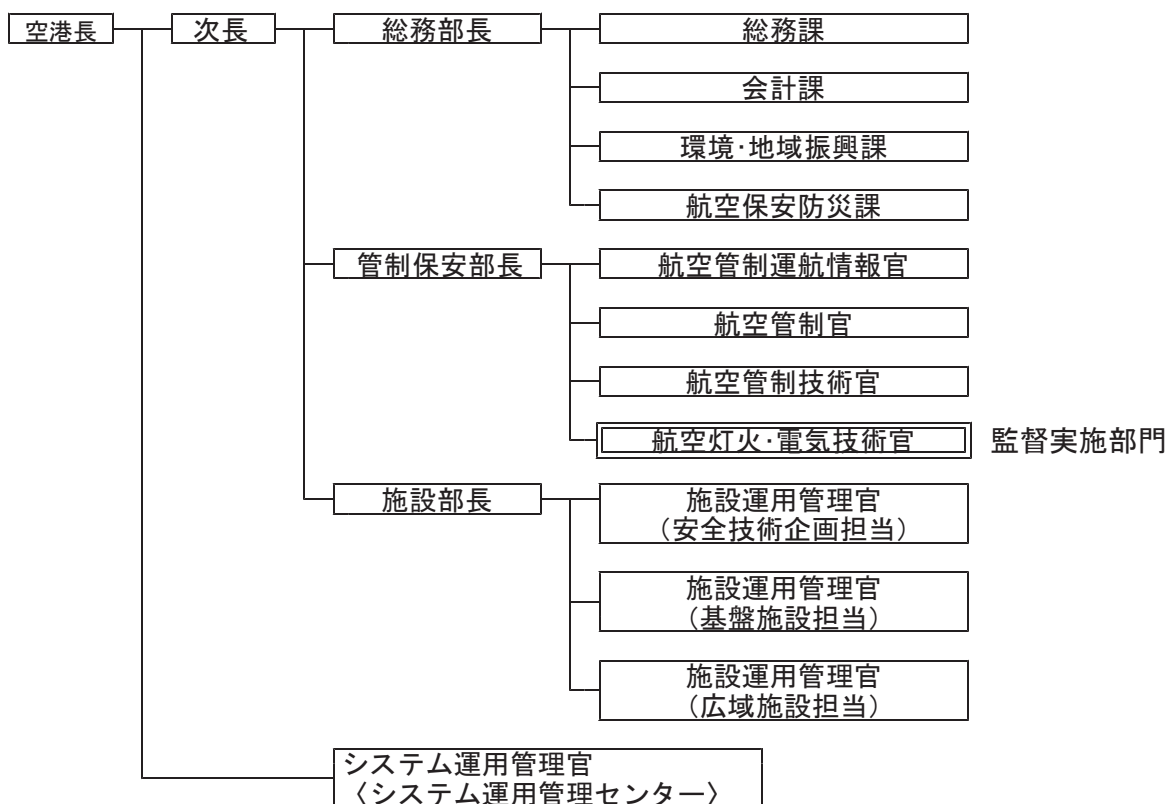 空港長
次長
総務部長
総務課
会計課
環境･地域振興課
航空保安防災課
管制保安部長
航空管制運航情報官
航空管制官
航空管制技術官
航空灯火･電気技術官
監督実施部門
施設部長
施設運用管理官
（安全技術企画担当）
施設運用管理官
（基盤施設担当）
施設運用管理官
（広域施設担当）
システム運用管理官
〈システム運用管理センター〉